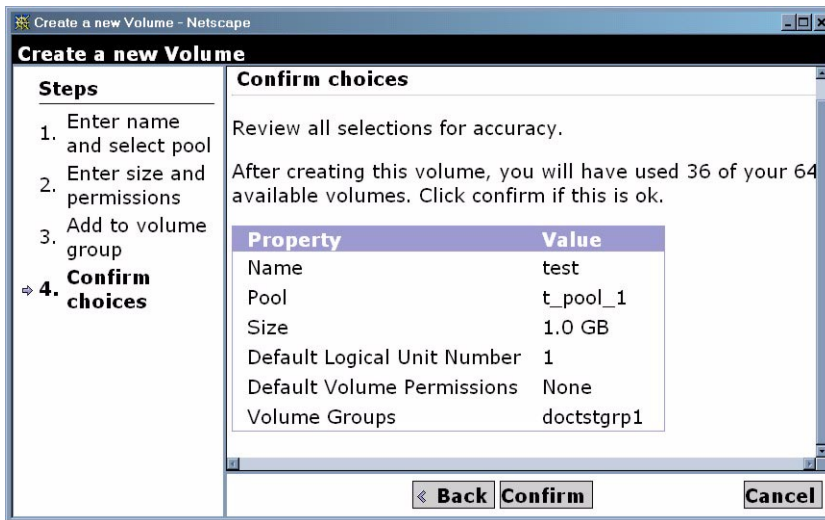 Create a new Volume - Netscape
Create a new Volume
Steps
1. Enter name
and select pool
2. Enter size and
permissions
3. Add to volume
group
4. Confirm
choices
Confirm choices
Review all selections for accuracy.
After creating this volume, you will have used 36 of your 64
available volumes. Click confirm if this is ok.
Property Value
Name test
Pool t_pool_1
Size 1.0 GB
Default Logical Unit Number 1
Default Volume Permissions None
Volume Groups doctstgrp1
« Back Confirm Cancel